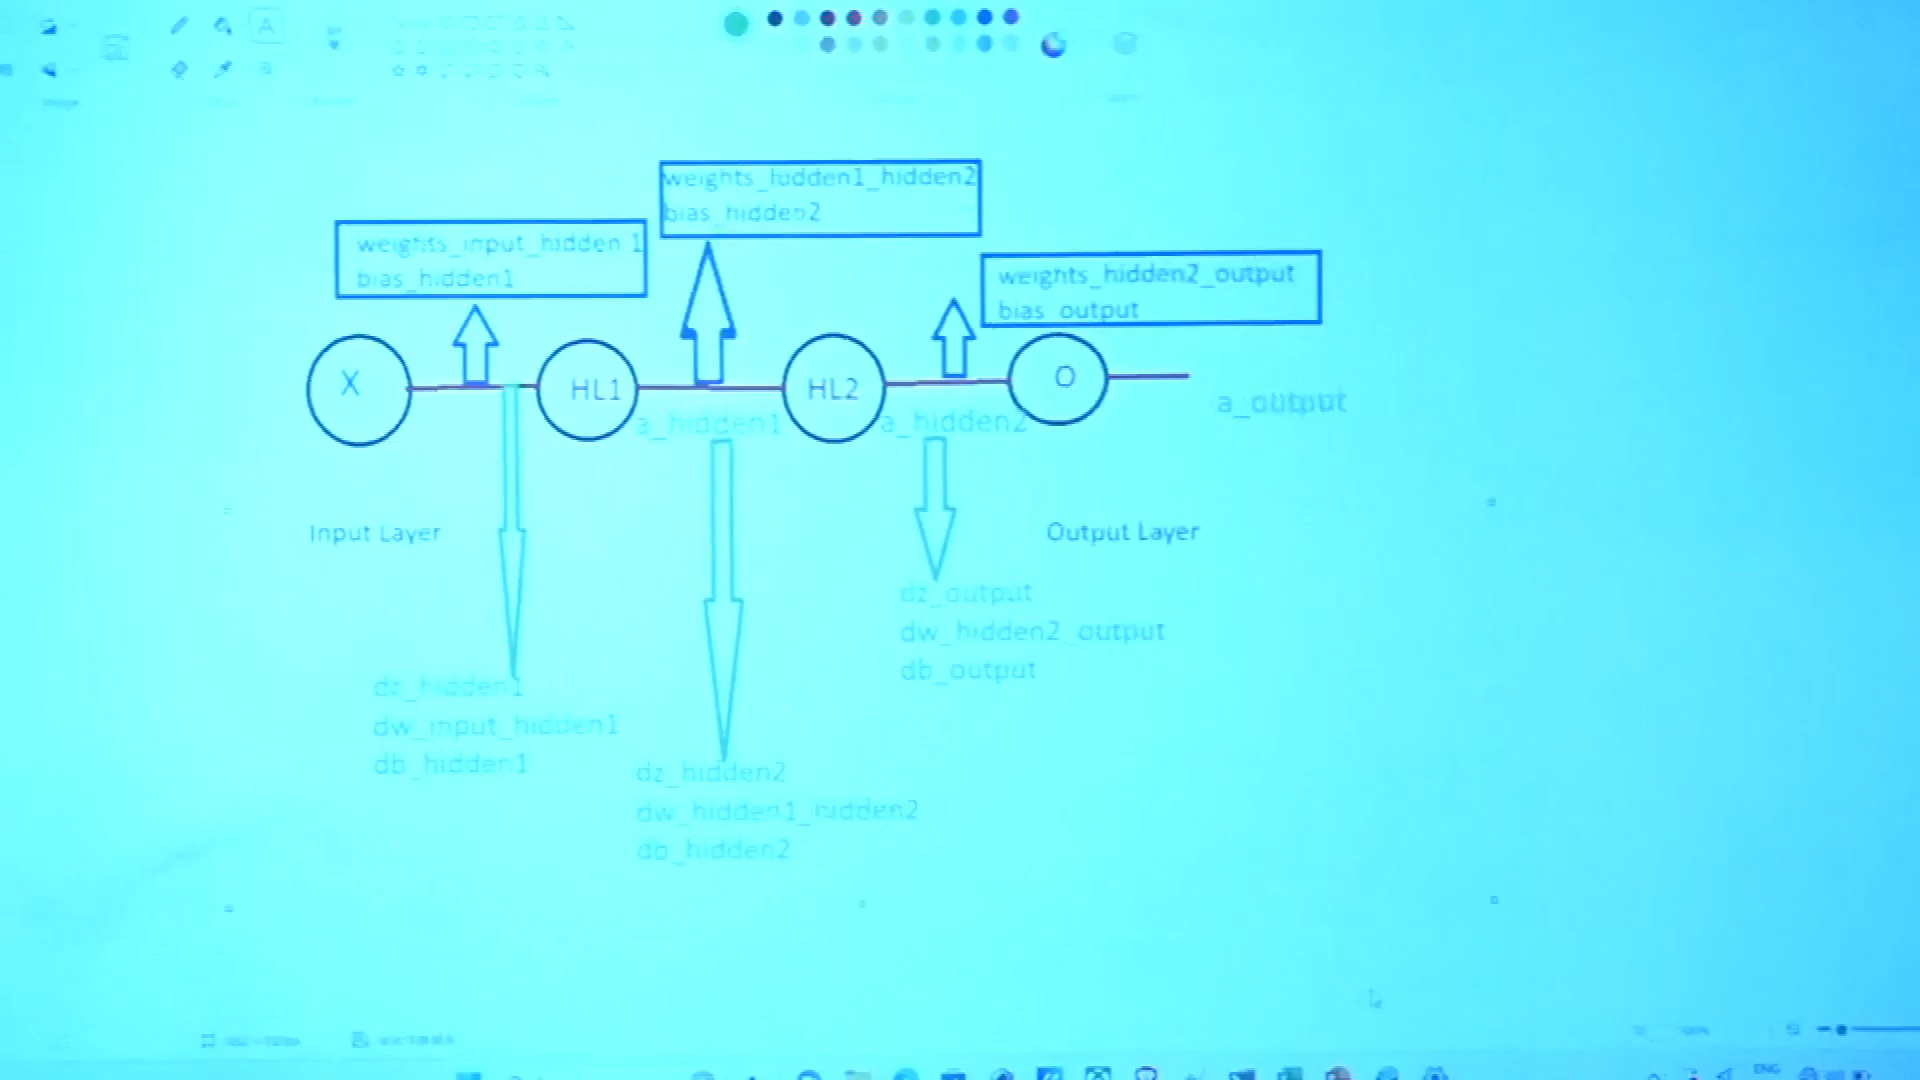 weights_hidden1_hidden2
bias_hidden2
weights_input_hidden 1
bias_hidden1
weights_hidden2_output
bias_output
X
HL1
HL2
O
a_hidden1
a_hidden2
a_output
Input Layer
Output Layer
dz_output
dw_hidden2_output
db_output
dz_hidden1
dw_input_hidden1
db_hidden1
dz_hidden2
dw_hidden1_hidden2
db_hidden2
ENG